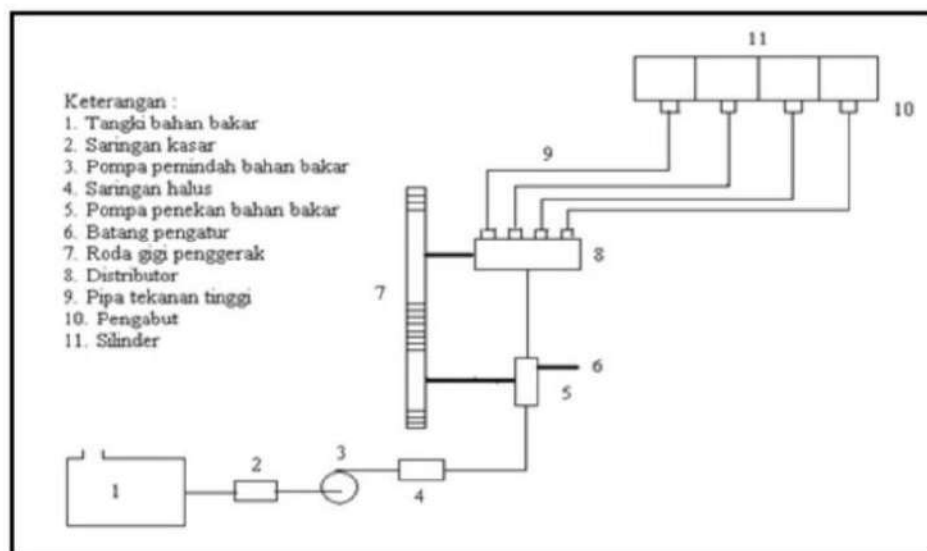 Keterangan :
1. Tangki bahan bakar
2. Saringan kasar
3. Pompa pemindah bahan bakar
4. Saringan halus
5. Pompa penekan bahan bakar
6. Batang pengatur
7. Roda gigi penggerak
8. Distributor
9. Pipa tekanan tinggi
10. Pengabut
11. Silinder
11
10
9
8
7
6
5
3
2
4
1